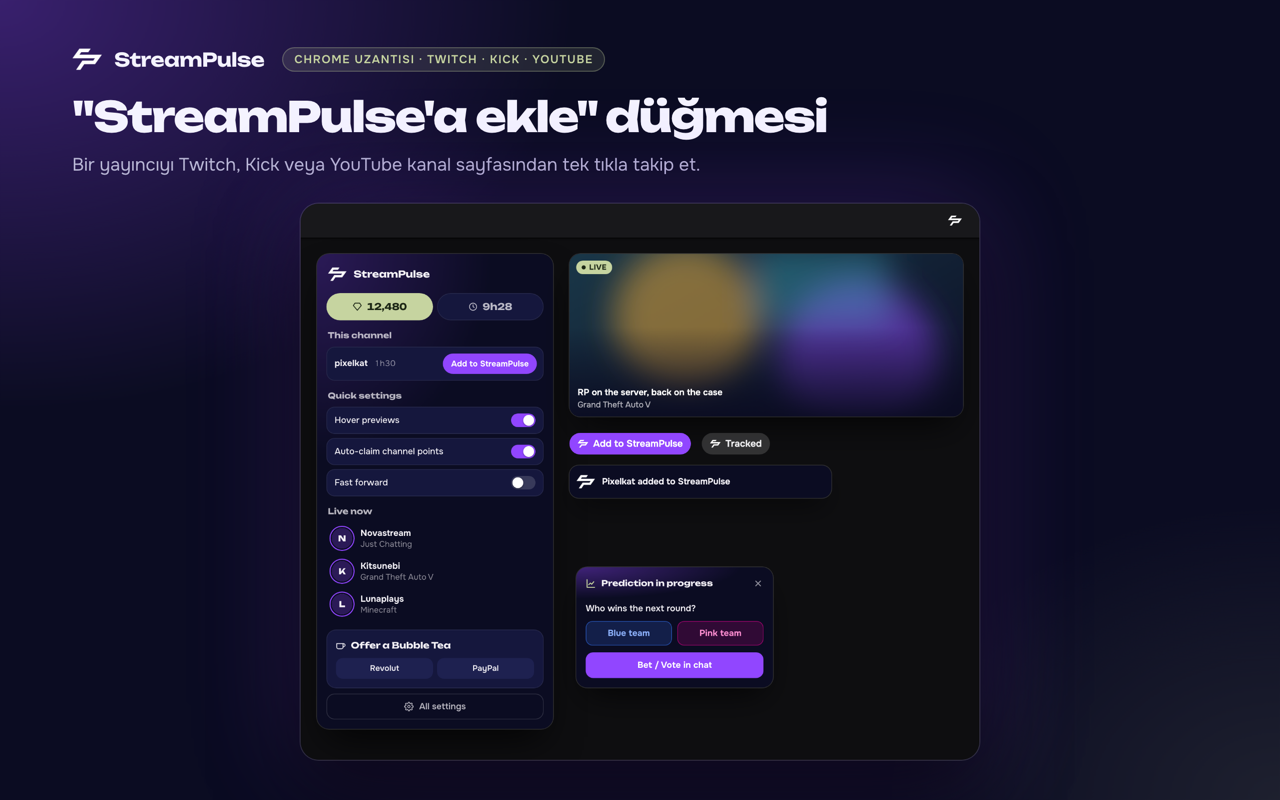 StreamPulse
CHROME UZANTISI · TWITCH · KICK · YOUTUBE
"StreamPulse'a ekle" düğmesi
Bir yayıncıyı Twitch, Kick veya YouTube kanal sayfasından tek tıkla takip et.
StreamPulse
12,480
9h28
This channel
pixelkat 1h30
Add to StreamPulse
Quick settings
Hover previews
Auto-claim channel points
Fast forward
Live now
N
Novastream
Just Chatting
K
Kitsunebi
Grand Theft Auto V
L
Lunaplays
Minecraft
Offer a Bubble Tea
Revolut
PayPal
All settings
LIVE
RP on the server, back on the case
Grand Theft Auto V
Add to StreamPulse
Tracked
Pixelkat added to StreamPulse
Prediction in progress
Who wins the next round?
Blue team
Pink team
Bet / Vote in chat